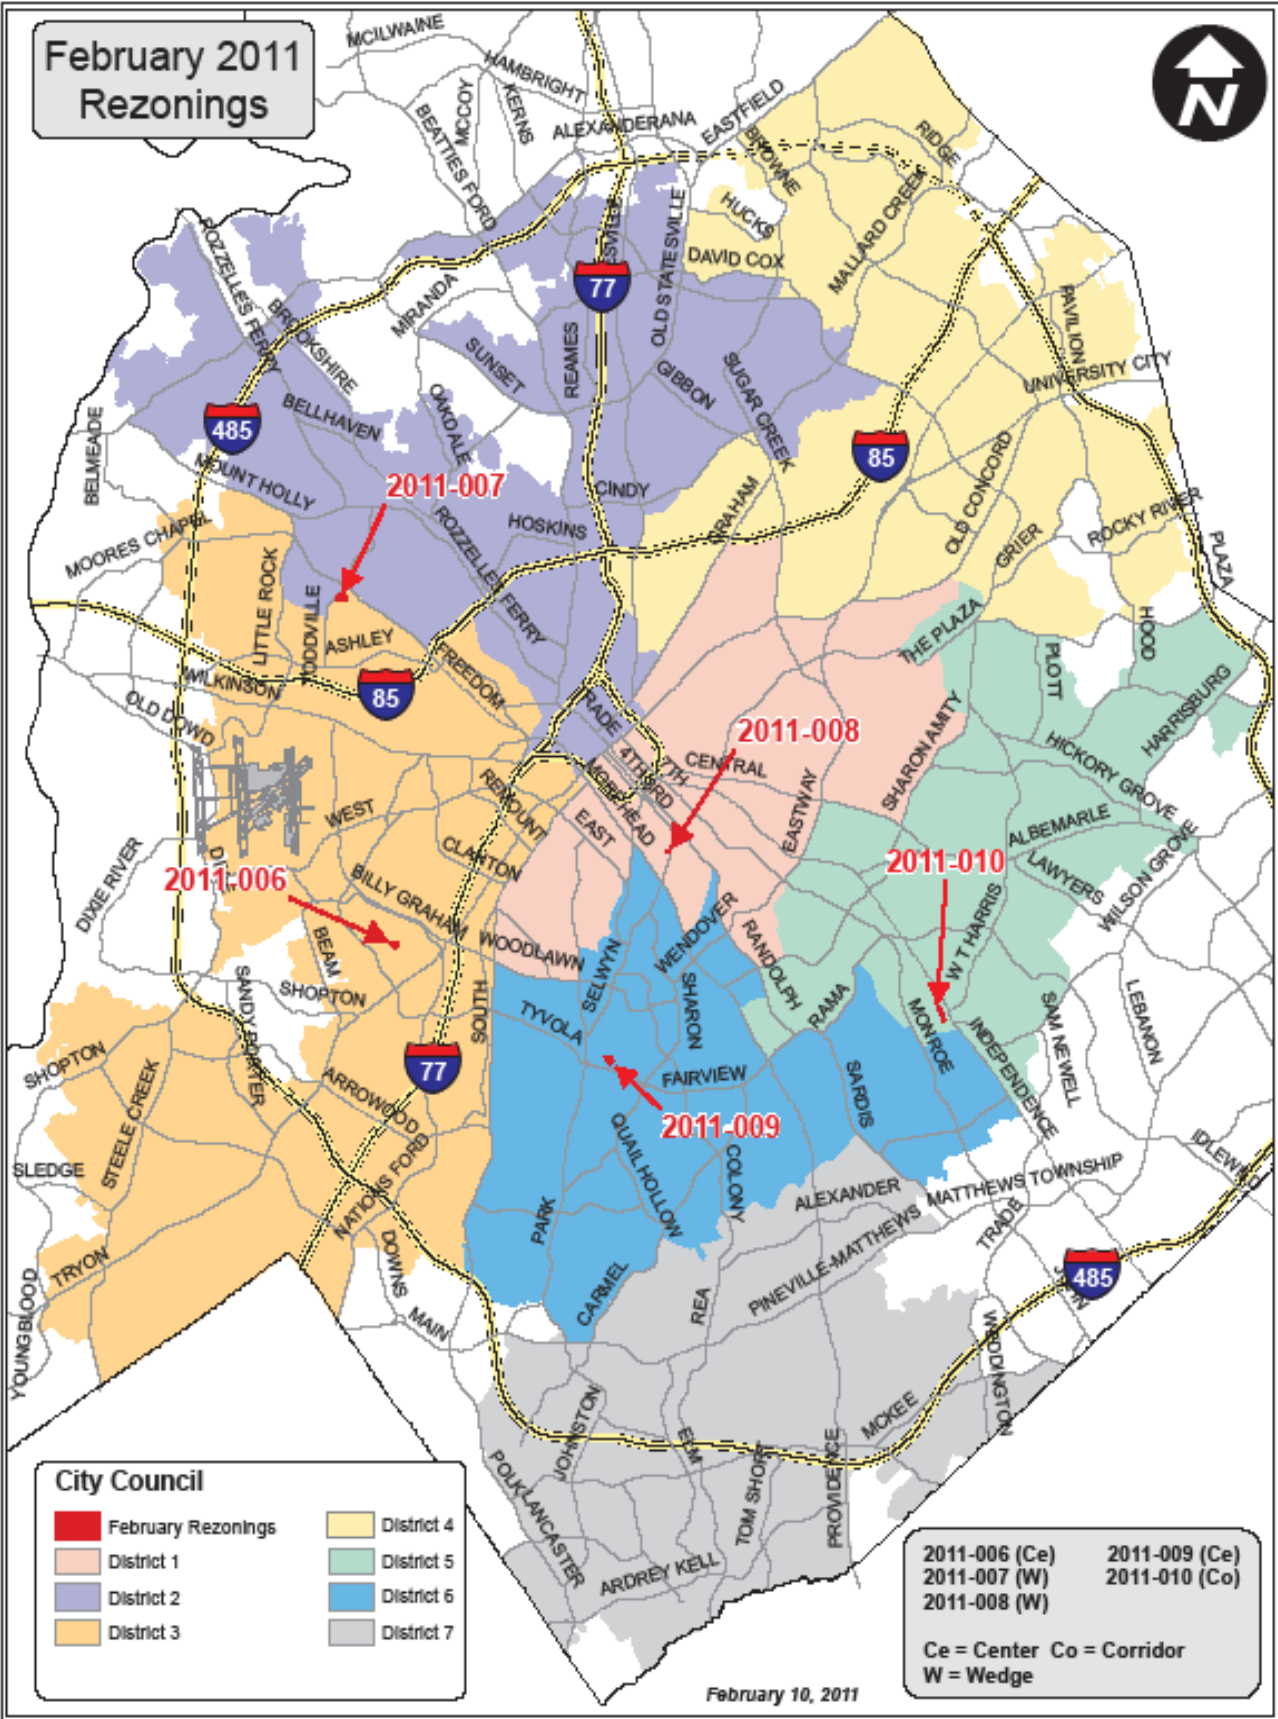 February 2011
Rezonings
N
MCILWAINE
HAMBRIGHT
MCCOY
KERNS
BEATTIES FORD
ALEXANDERANA
EASTFIELD
BROWNE
RIDGE
HUCKS
MALLARD CREEK
DAVID COX
OLD STATESVILLE
ROZZELLES FERRY
BROOKSHIRE
MIRANDA
77
PAVILION
UNIVERSITY CITY
SUNSET
REAMES
GIBBON
SUGAR CREEK
OAKDALE
BELLHAVEN
485
85
BELMEADE
MOUNT HOLLY
2011-007
CINDY
GRAHAM
OLD CONCORD
HOSKINS
ROZZELLES FERRY
MOORES CHAPEL
GRIER
ROCKY RIVER
PLAZA
LITTLE ROCK
TODDVILLE
ASHLEY
FREEDOM
THE PLAZA
PLOTT
HOOD
HARRISBURG
WILKINSON
85
OLD DOWD
TRADE
4TH
3RD
7TH
CENTRAL
2011-008
SHARON AMITY
HICKORY GROVE
MOREHEAD
EAST
EASTWAY
REMOUNT
WEST
CLANTON
ALBEMARLE
LAWYERS
WILSON GROVE
2011-010
2011-006
DIXIE RIVER
BILLY GRAHAM
WOODLAWN
BEAM
SELWYN
WENDOVER
RANDOLPH
W T HARRIS
SHOPTON
SANDY PORTER
SOUTH
TYVOLA
SHARON
RAMA
MONROE
INDEPENDENCE
SAM NEWELL
LEBANON
SHOPTON
STEELE CREEK
77
ARROWOOD
FAIRVIEW
SARDIS
2011-009
QUAIL HOLLOW
COLONY
SLEDGE
NATIONS FORD
IDLEWILD
ALEXANDER
MATTHEWS TOWNSHIP
PINEVILLE-MATTHEWS
TRADE
PARK
DOWNS
TRYON
YOUNGBLOOD
CARMEL
REA
485
MAIN
WEDDINGTON
JOHNSTON
ELM
MCKEE
POLK
LANCASTER
TOM SHORT
PROVIDENCE
ARDREY KELL
City Council
February Rezonings
District 1
District 2
District 3
District 4
District 5
District 6
District 7
2011-006 (Ce)
2011-007 (W)
2011-008 (W)
2011-009 (Ce)
2011-010 (Co)
Ce = Center Co = Corridor
W = Wedge
February 10, 2011